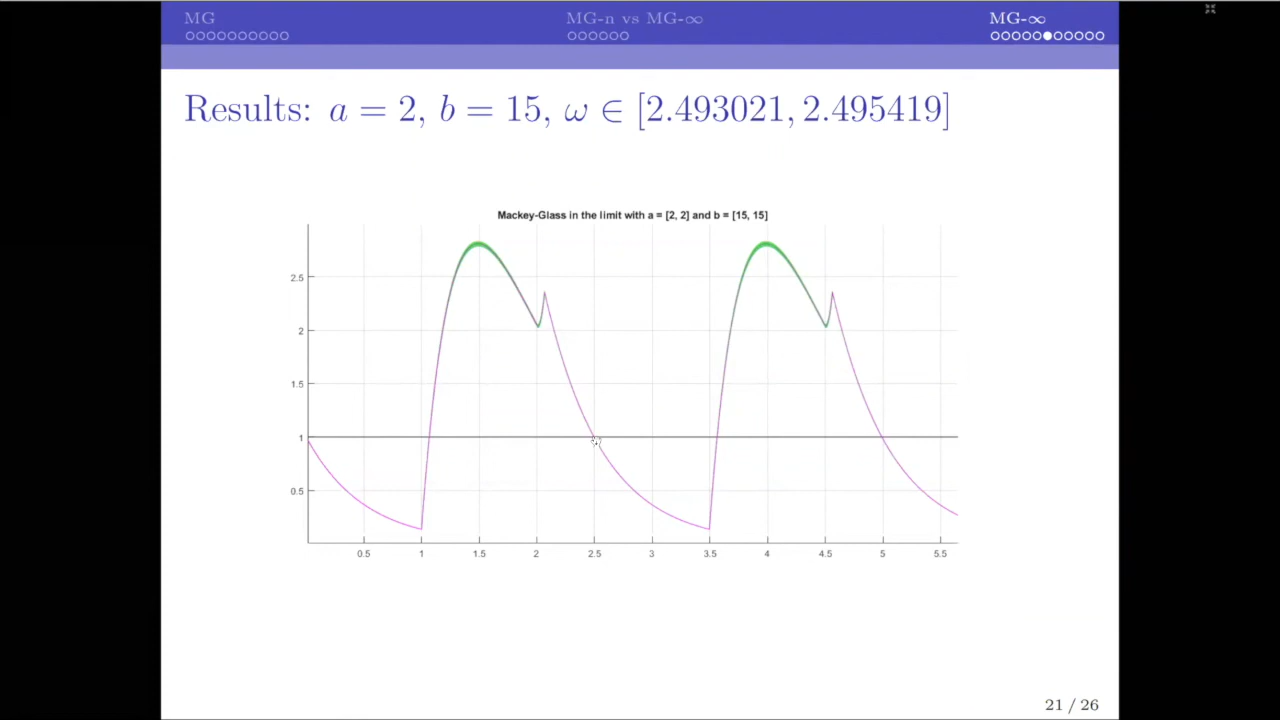 MG MG-n vs MG-∞ MG-∞
Results: a = 2, b = 15, ω ∈ [2.493021, 2.495419]
Mackey-Glass in the limit with a = [2, 2] and b = [15, 15]
2.5
2
1.5
1
0.5
0.5 1 1.5 2 2.5 3 3.5 4 4.5 5 5.5
21 / 26